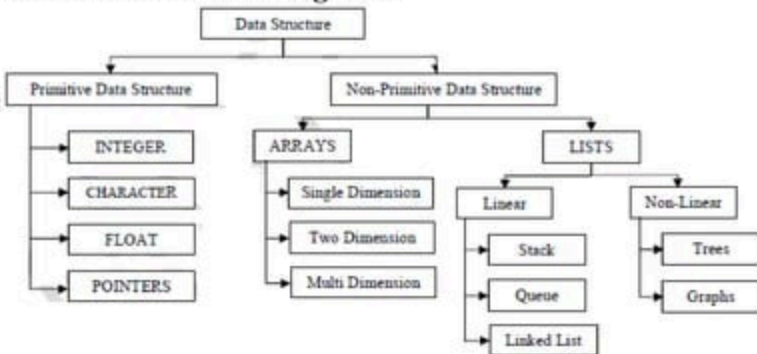 Data Structure
Primitive Data Structure
Non-Primitive Data Structure
INTEGER
CHARACTER
FLOAT
POINTERS
ARRAYS
Single Dimension
Two Dimension
Multi Dimension
LISTS
Linear
Stack
Queue
Linked List
Non-Linear
Trees
Graphs